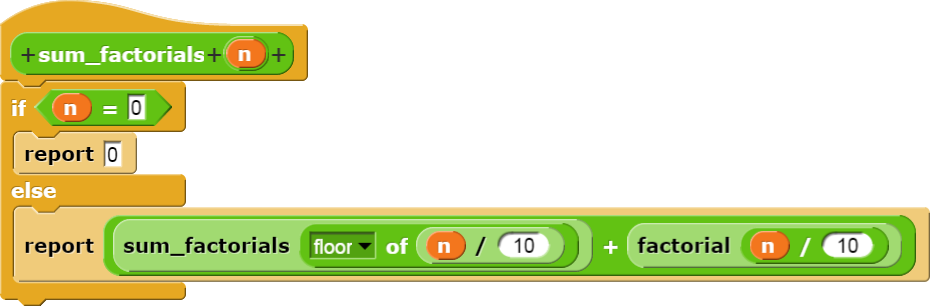 +sum_factorials+ n +
if n = 0
report 0
else
report sum_factorials floor of n / 10 + factorial n / 10